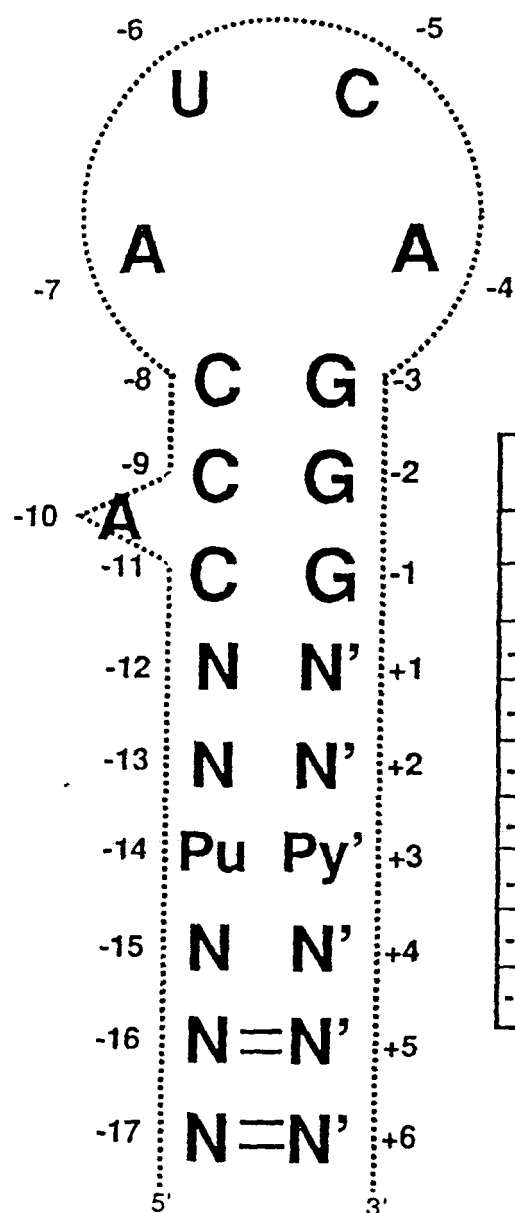 -6 -5
U C
A A
-7 -4
-8 C G -3
-9 C G -2
-10 A
-11 C G -1
-12 N N' +1
-13 N N' +2
-14 Pu Py' +3
-15 N N' +4
-16 N=N' +5
-17 N=N' +6
5' 3'